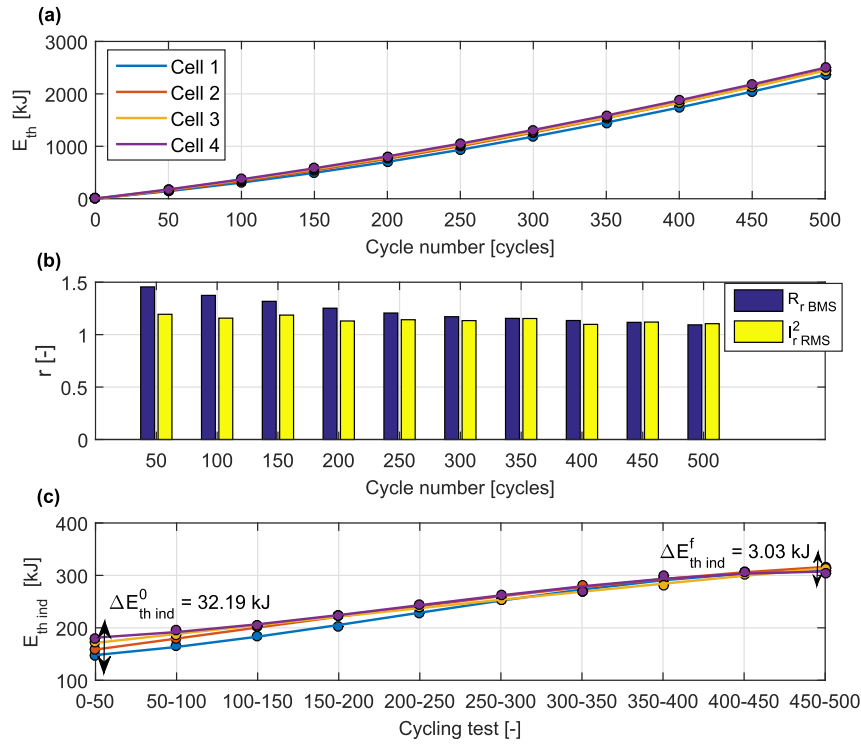 (a)
3000
2000
1000
0
E_th [kJ]
Cell 1
Cell 2
Cell 3
Cell 4
0 50 100 150 200 250 300 350 400 450 500
Cycle number [cycles]
(b)
1.5
1
0.5
0
r [-]
R_r BMS
I²_r RMS
50 100 150 200 250 300 350 400 450 500
Cycle number [cycles]
(c)
400
300
200
100
E_th ind [kJ]
ΔE⁰_th ind = 32.19 kJ
ΔE^f_th ind = 3.03 kJ
0-50 50-100 100-150 150-200 200-250 250-300 300-350 350-400 400-450 450-500
Cycling test [-]